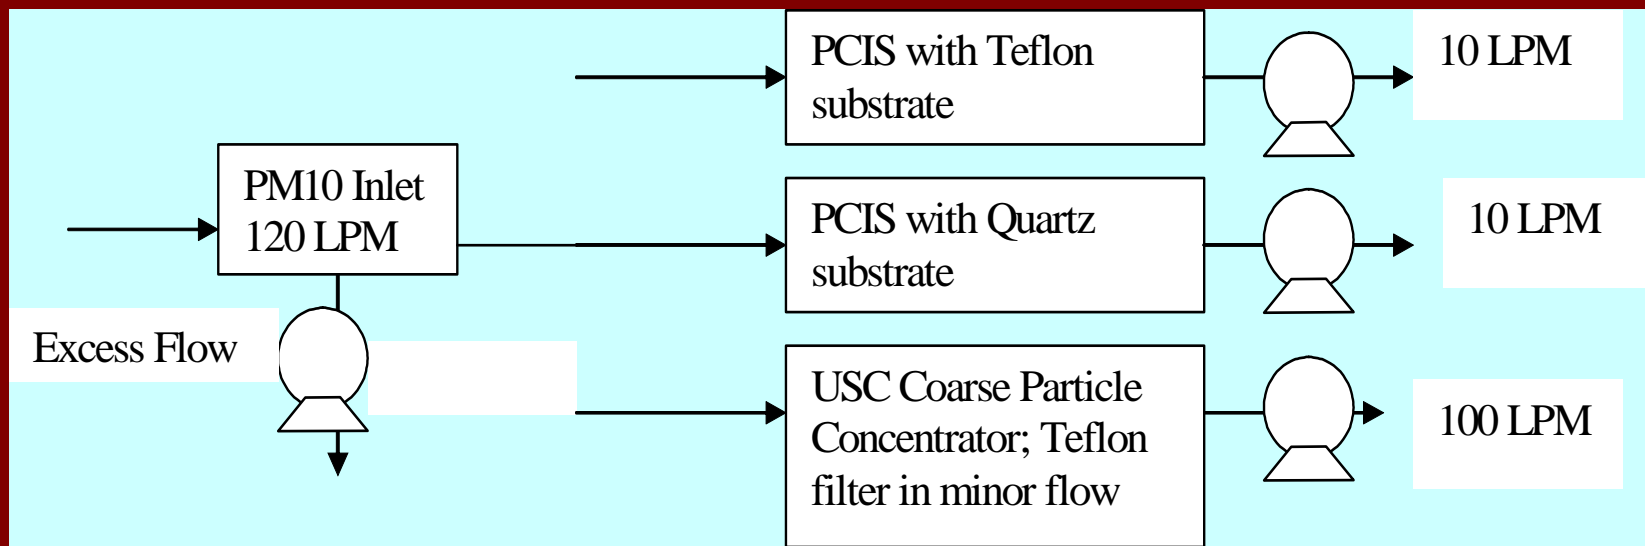 PCIS with Teflon
substrate
10 LPM
PM10 Inlet
120 LPM
PCIS with Quartz
substrate
10 LPM
Excess Flow
USC Coarse Particle
Concentrator; Teflon
filter in minor flow
100 LPM